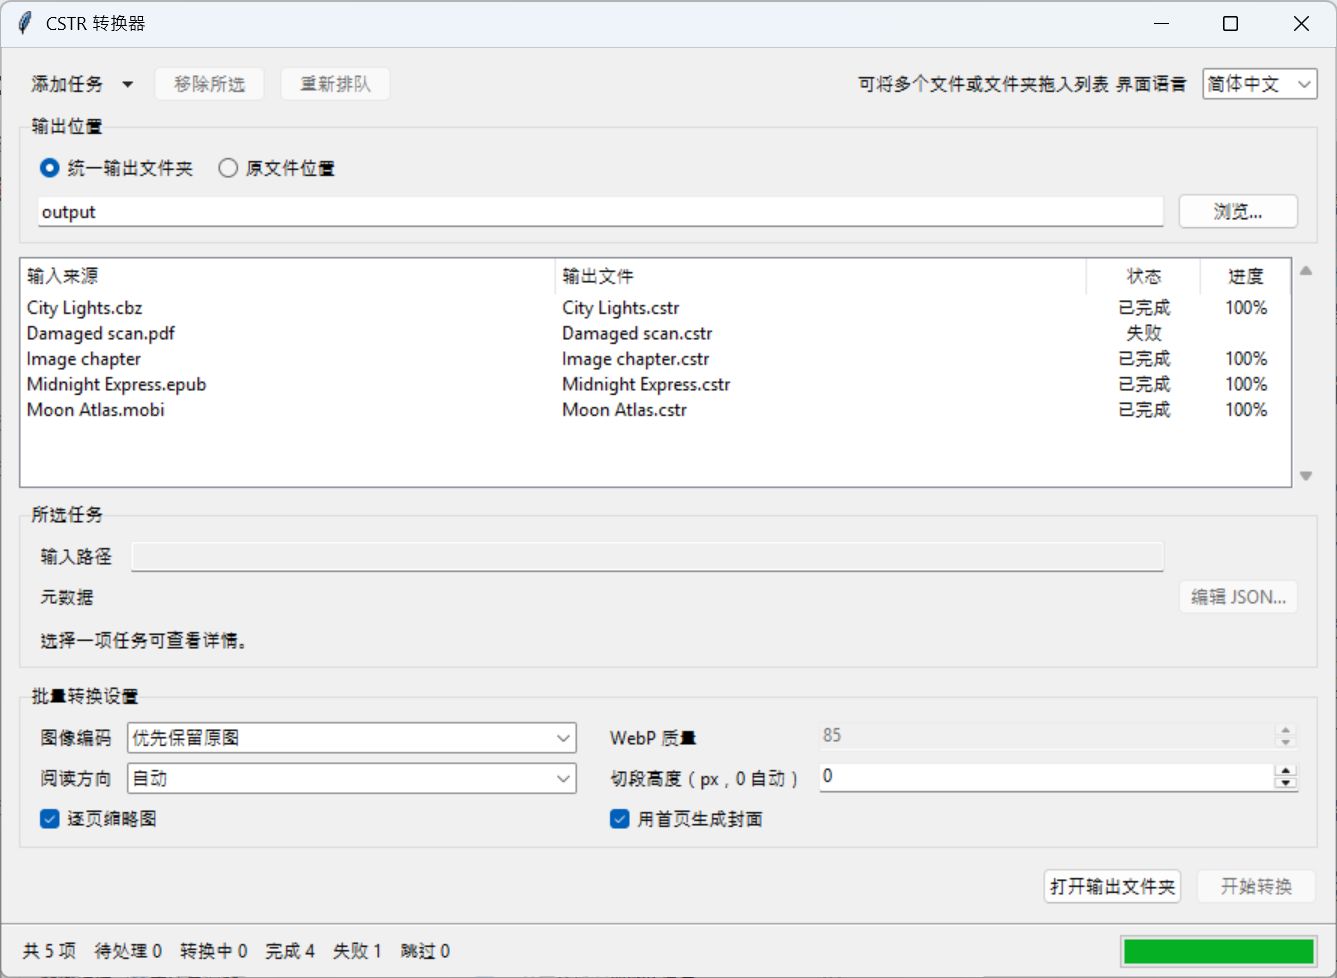 CSTR 转换器
添加任务 移除所选 重新排队 可将多个文件或文件夹拖入列表 界面语言 简体中文
输出位置
统一输出文件夹 原文件位置
output 浏览...
输入来源 输出文件 状态 进度
City Lights.cbz City Lights.cstr 已完成 100%
Damaged scan.pdf Damaged scan.cstr 失败
Image chapter Image chapter.cstr 已完成 100%
Midnight Express.epub Midnight Express.cstr 已完成 100%
Moon Atlas.mobi Moon Atlas.cstr 已完成 100%
所选任务
输入路径
元数据 编辑 JSON...
选择一项任务可查看详情。
批量转换设置
图像编码 优先保留原图 WebP 质量 85
阅读方向 自动 切段高度（px，0 自动） 0
逐页缩略图 用首页生成封面
打开输出文件夹 开始转换
共 5 项 待处理 0 转换中 0 完成 4 失败 1 跳过 0